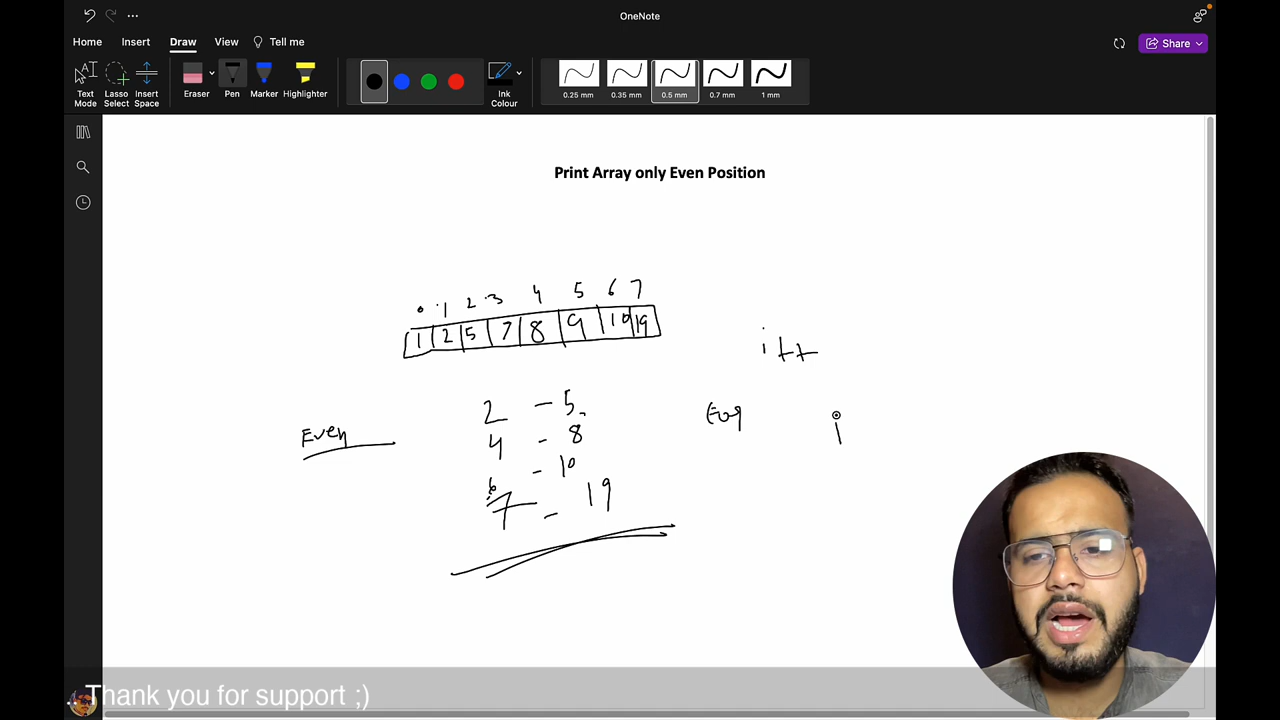 OneNote
Home Insert Draw View Tell me
Share
Text Mode
Lasso Select
Insert Space
Eraser
Pen
Marker
Highlighter
Ink Colour
0.25 mm
0.35 mm
0.5 mm
0.7 mm
1 mm
Print Array only Even Position
0 1 2 3 4 5 6 7
1 2 5 7 8 9 10 19
i++
2 - 5
Even
4 - 8
i
- 10
6
7 - 19
Thank you for support ;)